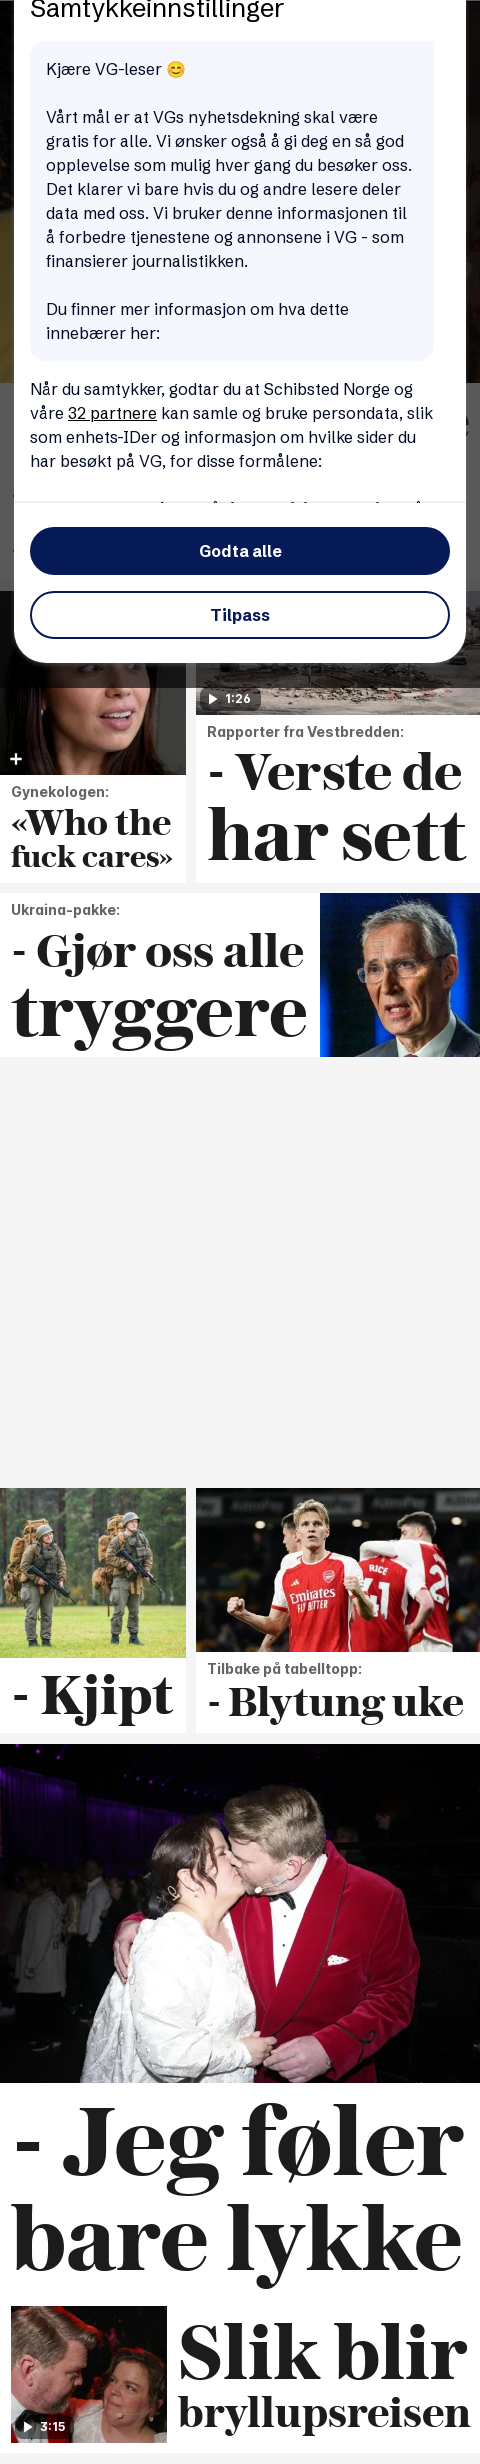 Samtykkeinnstillinger
Kjære VG-leser 😊
Vårt mål er at VGs nyhetsdekning skal være
gratis for alle. Vi ønsker også å gi deg en så god
opplevelse som mulig hver gang du besøker oss.
Det klarer vi bare hvis du og andre lesere deler
data med oss. Vi bruker denne informasjonen til
å forbedre tjenestene og annonsene i VG - som
finansierer journalistikken.
Du finner mer informasjon om hva dette
innebærer her:
Når du samtykker, godtar du at Schibsted Norge og
våre 32 partnere kan samle og bruke persondata, slik
som enhets-IDer og informasjon om hvilke sider du
har besøkt på VG, for disse formålene:
Godta alle
Tilpass
1:26
Gynekologen:
«Who the
fuck cares»
Rapporter fra Vestbredden:
- Verste de
har sett
Ukraina-pakke:
- Gjør oss alle
tryggere
- Kjipt
RICE
41
Emirates
FLY BETTER
Tilbake på tabelltopp:
- Blytung uke
- Jeg føler
bare lykke
3:15
Slik blir
bryllupsreisen